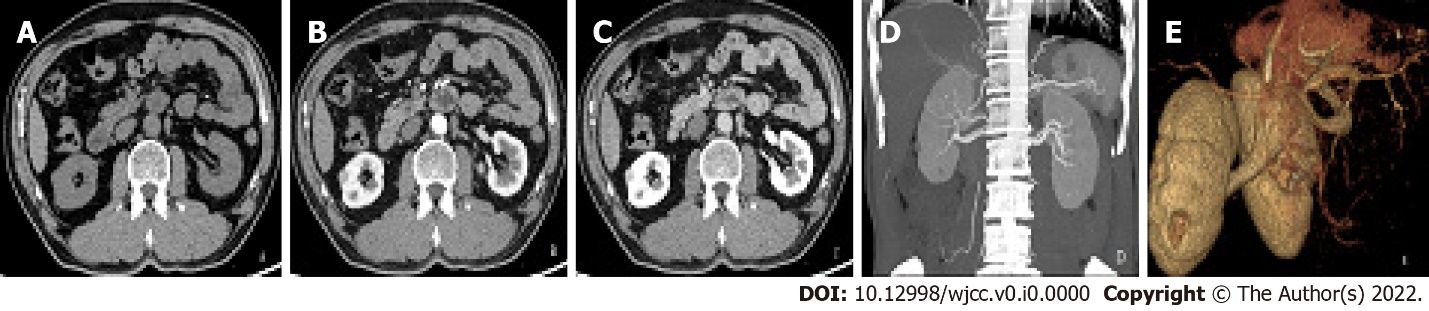 A B C D E
D
DOI: 10.12998/wjcc.v0.i0.0000 Copyright © The Author(s) 2022.